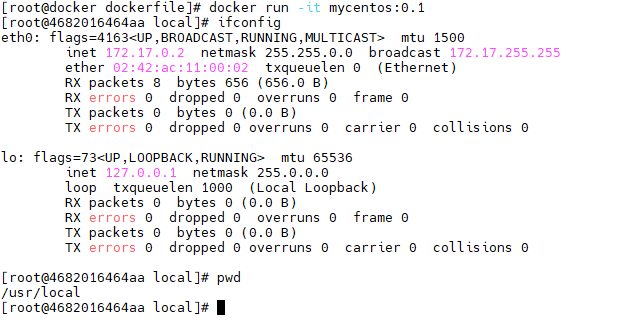 [root@docker dockerfile]# docker run -it mycentos:0.1
[root@4682016464aa local]# ifconfig
eth0: flags=4163<UP,BROADCAST,RUNNING,MULTICAST>  mtu 1500
        inet 172.17.0.2  netmask 255.255.0.0  broadcast 172.17.255.255
        ether 02:42:ac:11:00:02  txqueuelen 0  (Ethernet)
        RX packets 8  bytes 656 (656.0 B)
        RX errors 0  dropped 0  overruns 0  frame 0
        TX packets 0  bytes 0 (0.0 B)
        TX errors 0  dropped 0 overruns 0  carrier 0  collisions 0

lo: flags=73<UP,LOOPBACK,RUNNING>  mtu 65536
        inet 127.0.0.1  netmask 255.0.0.0
        loop  txqueuelen 1000  (Local Loopback)
        RX packets 0  bytes 0 (0.0 B)
        RX errors 0  dropped 0  overruns 0  frame 0
        TX packets 0  bytes 0 (0.0 B)
        TX errors 0  dropped 0 overruns 0  carrier 0  collisions 0

[root@4682016464aa local]# pwd
/usr/local
[root@4682016464aa local]#